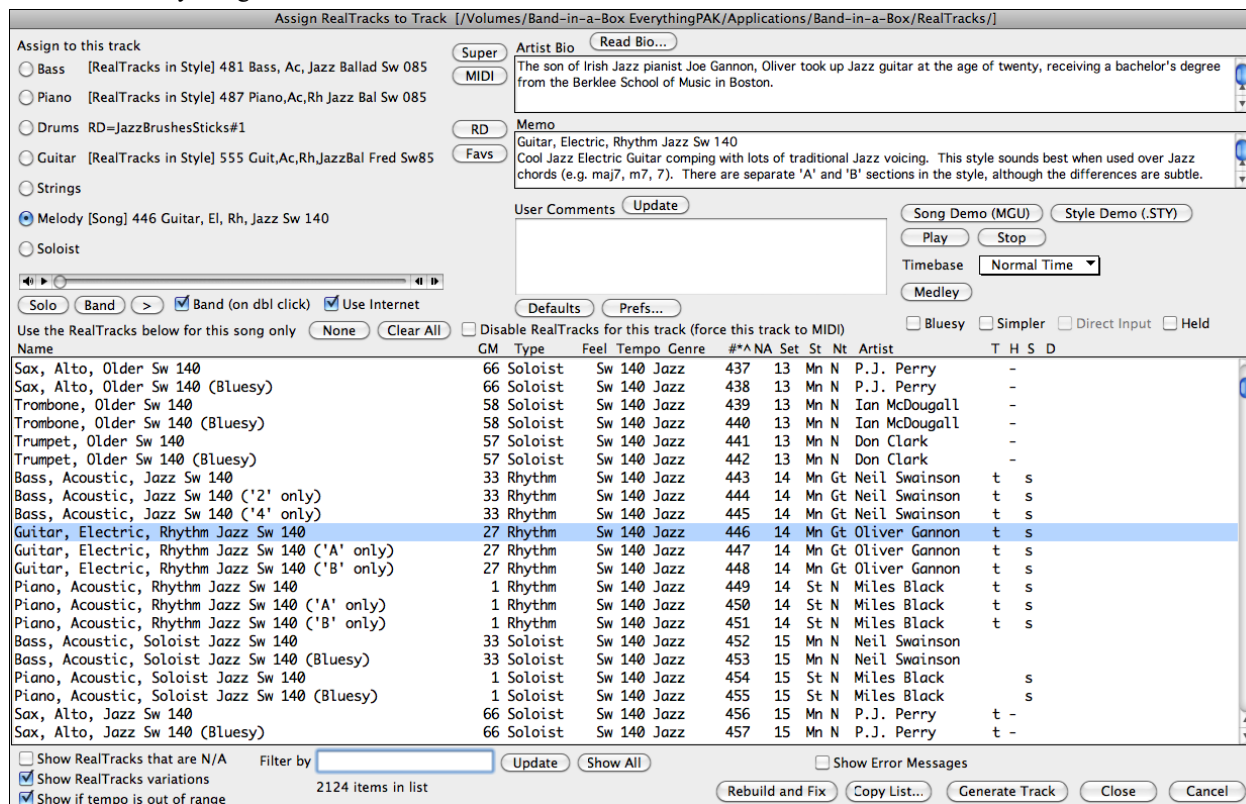 Assign RealTracks to Track [/Volumes/Band-in-a-Box EverythingPAK/Applications/Band-in-a-Box/RealTracks/]
Assign to this track
Bass [RealTracks in Style] 481 Bass, Ac, Jazz Ballad Sw 085
Piano [RealTracks in Style] 487 Piano,Ac,Rh Jazz Bal Sw 085
Drums RD=JazzBrushesSticks#1
Guitar [RealTracks in Style] 555 Guit,Ac,Rh,JazzBal Fred Sw85
Strings
Melody [Song] 446 Guitar, El, Rh, Jazz Sw 140
Soloist
Super
MIDI
RD
Favs
Artist Bio Read Bio...
The son of Irish Jazz pianist Joe Gannon, Oliver took up Jazz guitar at the age of twenty, receiving a bachelor's degree
from the Berklee School of Music in Boston.
Memo
Guitar, Electric, Rhythm Jazz Sw 140
Cool Jazz Electric Guitar comping with lots of traditional Jazz voicing. This style sounds best when used over Jazz
chords (e.g. maj7, m7, 7). There are separate 'A' and 'B' sections in the style, although the differences are subtle.
User Comments Update
Song Demo (MGU) Style Demo (.STY)
Play Stop
Timebase Normal Time
Medley
Solo Band > Band (on dbl click) Use Internet
Defaults Prefs...
Use the RealTracks below for this song only None Clear All Disable RealTracks for this track (force this track to MIDI)
Bluesy Simpler Direct Input Held
Name GM Type Feel Tempo Genre #*^ NA Set St Nt Artist T H S D
Sax, Alto, Older Sw 140 66 Soloist Sw 140 Jazz 437 13 Mn N P.J. Perry -
Sax, Alto, Older Sw 140 (Bluesy) 66 Soloist Sw 140 Jazz 438 13 Mn N P.J. Perry -
Trombone, Older Sw 140 58 Soloist Sw 140 Jazz 439 13 Mn N Ian McDougall -
Trombone, Older Sw 140 (Bluesy) 58 Soloist Sw 140 Jazz 440 13 Mn N Ian McDougall -
Trumpet, Older Sw 140 57 Soloist Sw 140 Jazz 441 13 Mn N Don Clark -
Trumpet, Older Sw 140 (Bluesy) 57 Soloist Sw 140 Jazz 442 13 Mn N Don Clark -
Bass, Acoustic, Jazz Sw 140 33 Rhythm Sw 140 Jazz 443 14 Mn Gt Neil Swainson t s
Bass, Acoustic, Jazz Sw 140 ('2' only) 33 Rhythm Sw 140 Jazz 444 14 Mn Gt Neil Swainson t s
Bass, Acoustic, Jazz Sw 140 ('4' only) 33 Rhythm Sw 140 Jazz 445 14 Mn Gt Neil Swainson t s
Guitar, Electric, Rhythm Jazz Sw 140 27 Rhythm Sw 140 Jazz 446 14 Mn Gt Oliver Gannon t s
Guitar, Electric, Rhythm Jazz Sw 140 ('A' only) 27 Rhythm Sw 140 Jazz 447 14 Mn Gt Oliver Gannon t s
Guitar, Electric, Rhythm Jazz Sw 140 ('B' only) 27 Rhythm Sw 140 Jazz 448 14 Mn Gt Oliver Gannon t s
Piano, Acoustic, Rhythm Jazz Sw 140 1 Rhythm Sw 140 Jazz 449 14 St N Miles Black t s
Piano, Acoustic, Rhythm Jazz Sw 140 ('A' only) 1 Rhythm Sw 140 Jazz 450 14 St N Miles Black t s
Piano, Acoustic, Rhythm Jazz Sw 140 ('B' only) 1 Rhythm Sw 140 Jazz 451 14 St N Miles Black t s
Bass, Acoustic, Soloist Jazz Sw 140 33 Soloist Sw 140 Jazz 452 15 Mn N Neil Swainson
Bass, Acoustic, Soloist Jazz Sw 140 (Bluesy) 33 Soloist Sw 140 Jazz 453 15 Mn N Neil Swainson
Piano, Acoustic, Soloist Jazz Sw 140 1 Soloist Sw 140 Jazz 454 15 St N Miles Black s
Piano, Acoustic, Soloist Jazz Sw 140 (Bluesy) 1 Soloist Sw 140 Jazz 455 15 St N Miles Black s
Sax, Alto, Jazz Sw 140 66 Soloist Sw 140 Jazz 456 15 Mn N P.J. Perry t -
Sax, Alto, Jazz Sw 140 (Bluesy) 66 Soloist Sw 140 Jazz 457 15 Mn N P.J. Perry t -
Show RealTracks that are N/A Filter by Update Show All Show Error Messages
Show RealTracks variations
2124 items in list
Show if tempo is out of range
Rebuild and Fix Copy List... Generate Track Close Cancel